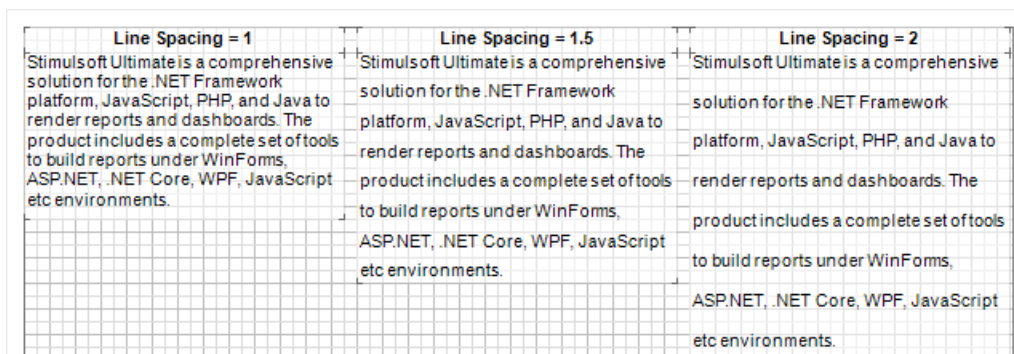 Line Spacing = 1
Stimulsoft Ultimate is a comprehensive
solution for the .NET Framework
platform, JavaScript, PHP, and Java to
render reports and dashboards. The
product includes a complete set of tools
to build reports under WinForms,
ASP.NET, .NET Core, WPF, JavaScript
etc environments.
Line Spacing = 1.5
Stimulsoft Ultimate is a comprehensive
solution for the .NET Framework
platform, JavaScript, PHP, and Java to
render reports and dashboards. The
product includes a complete set of tools
to build reports under WinForms,
ASP.NET, .NET Core, WPF, JavaScript
etc environments.
Line Spacing = 2
Stimulsoft Ultimate is a comprehensive
solution for the .NET Framework
platform, JavaScript, PHP, and Java to
render reports and dashboards. The
product includes a complete set of tools
to build reports under WinForms,
ASP.NET, .NET Core, WPF, JavaScript
etc environments.